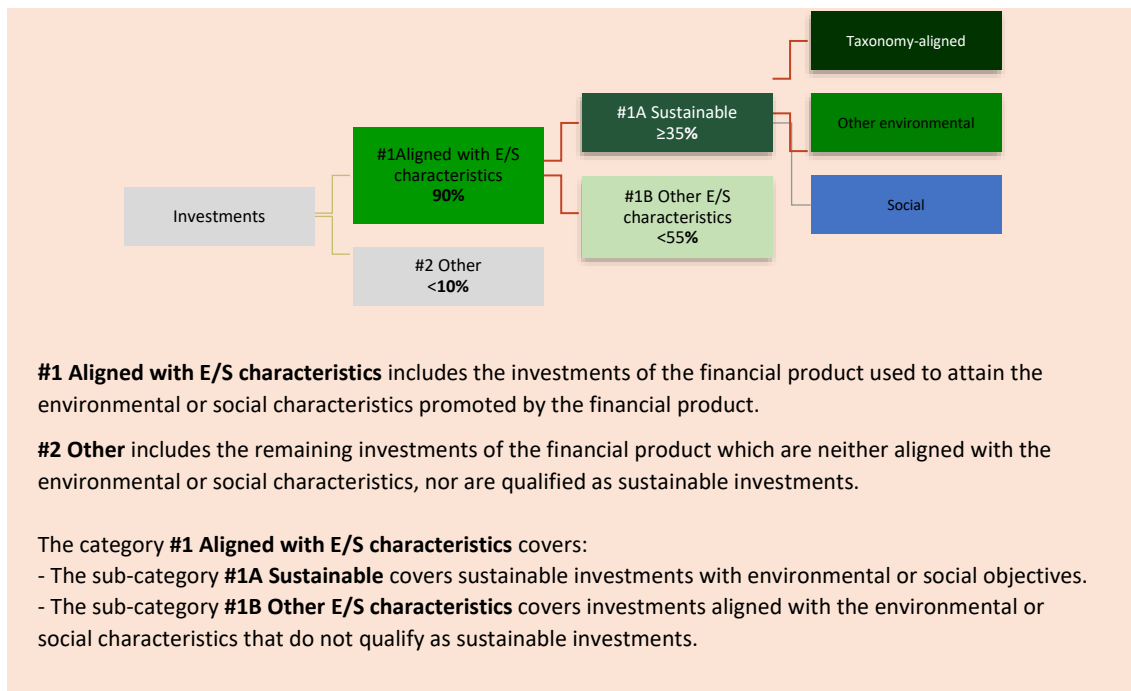 Taxonomy-aligned
#1A Sustainable
≥35%
Other environmental
#1Aligned with E/S
characteristics
90%
#1B Other E/S
characteristics
<55%
Social
Investments
#2 Other
<10%
#1 Aligned with E/S characteristics includes the investments of the financial product used to attain the
environmental or social characteristics promoted by the financial product.
#2 Other includes the remaining investments of the financial product which are neither aligned with the
environmental or social characteristics, nor are qualified as sustainable investments.
The category #1 Aligned with E/S characteristics covers:
- The sub-category #1A Sustainable covers sustainable investments with environmental or social objectives.
- The sub-category #1B Other E/S characteristics covers investments aligned with the environmental or
social characteristics that do not qualify as sustainable investments.